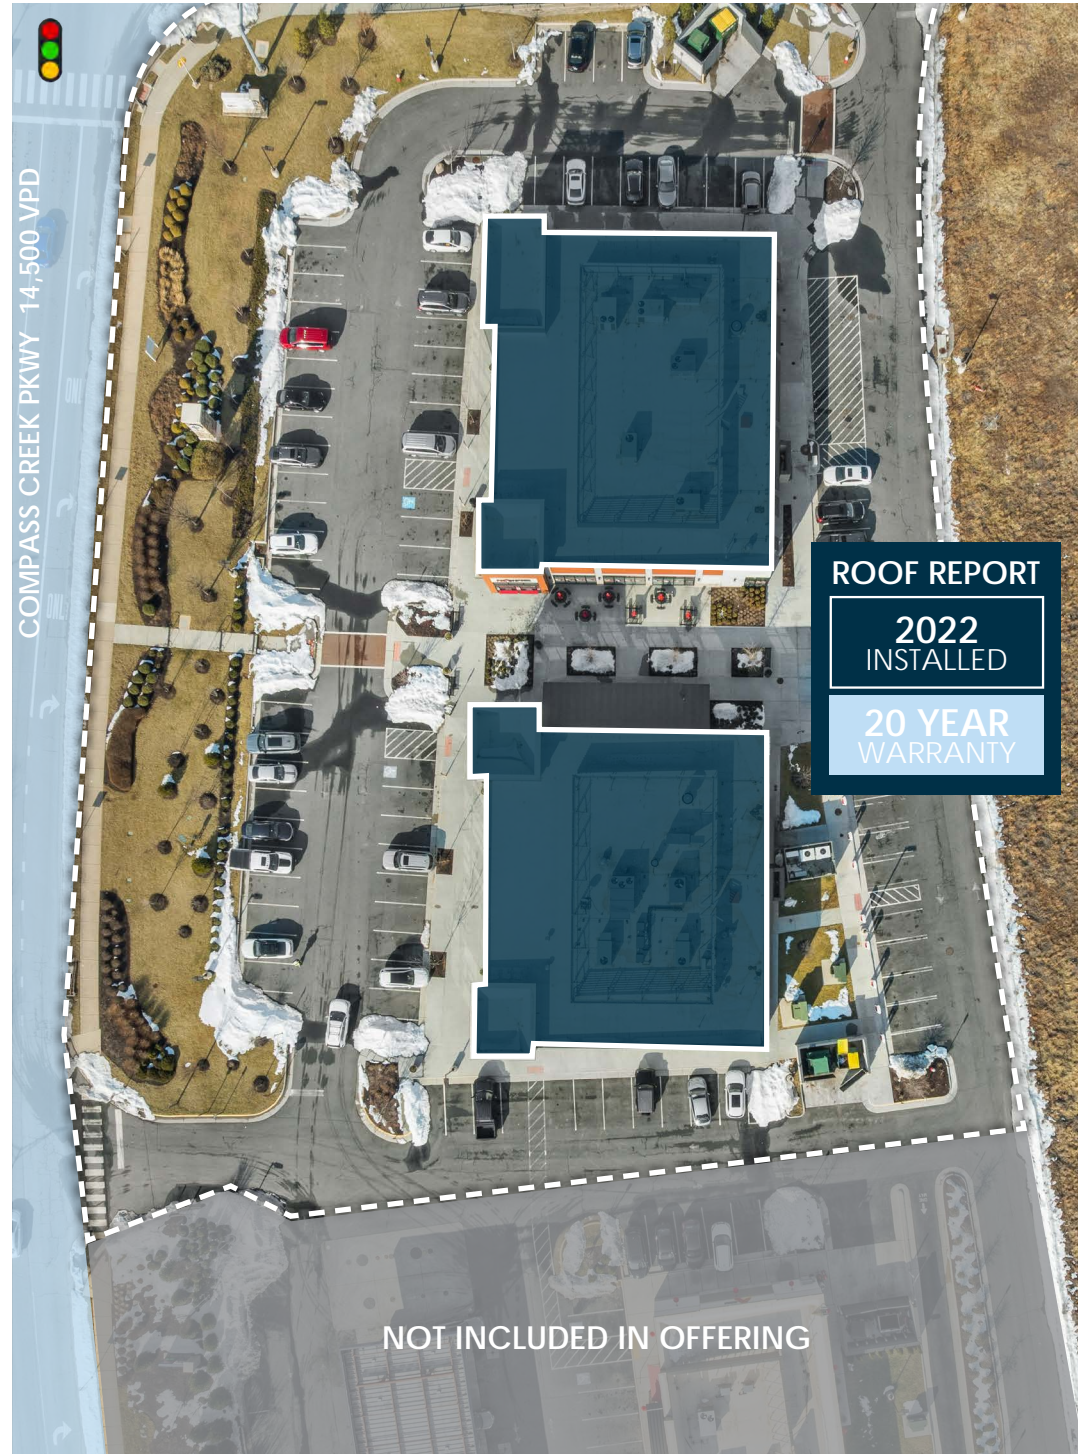 COMPASS CREEK PKWY 14,500 VPD
ROOF REPORT
2022
INSTALLED
20 YEAR
WARRANTY
NOT INCLUDED IN OFFERING